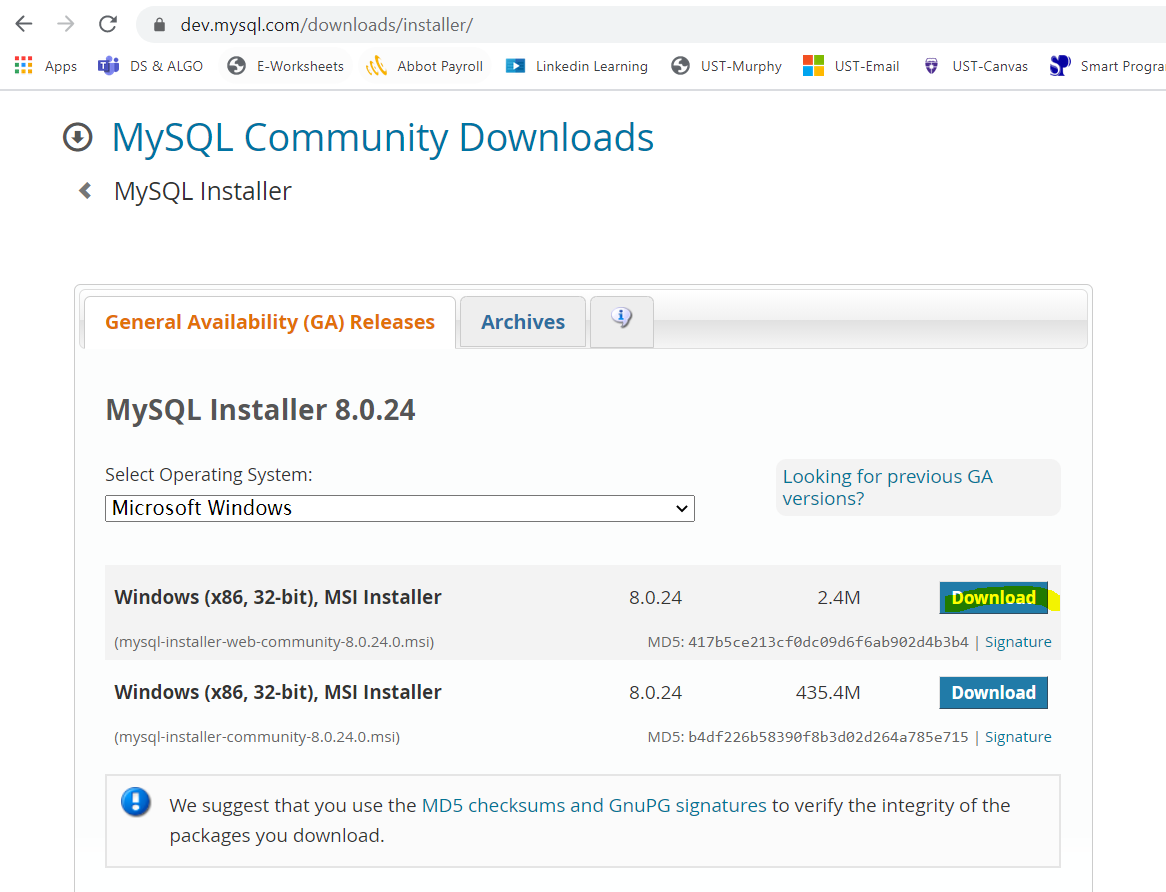 dev.mysql.com/downloads/installer/
Apps DS & ALGO E-Worksheets Abbot Payroll Linkedin Learning UST-Murphy UST-Email UST-Canvas Smart Progra
MySQL Community Downloads
MySQL Installer
General Availability (GA) Releases Archives
MySQL Installer 8.0.24
Select Operating System:
Microsoft Windows
Looking for previous GA
versions?
Windows (x86, 32-bit), MSI Installer 8.0.24 2.4M Download
(mysql-installer-web-community-8.0.24.0.msi) MD5: 417b5ce213cf0dc09d6f6ab902d4b3b4 | Signature
Windows (x86, 32-bit), MSI Installer 8.0.24 435.4M Download
(mysql-installer-community-8.0.24.0.msi) MD5: b4df226b58390f8b3d02d264a785e715 | Signature
We suggest that you use the MD5 checksums and GnuPG signatures to verify the integrity of the
packages you download.